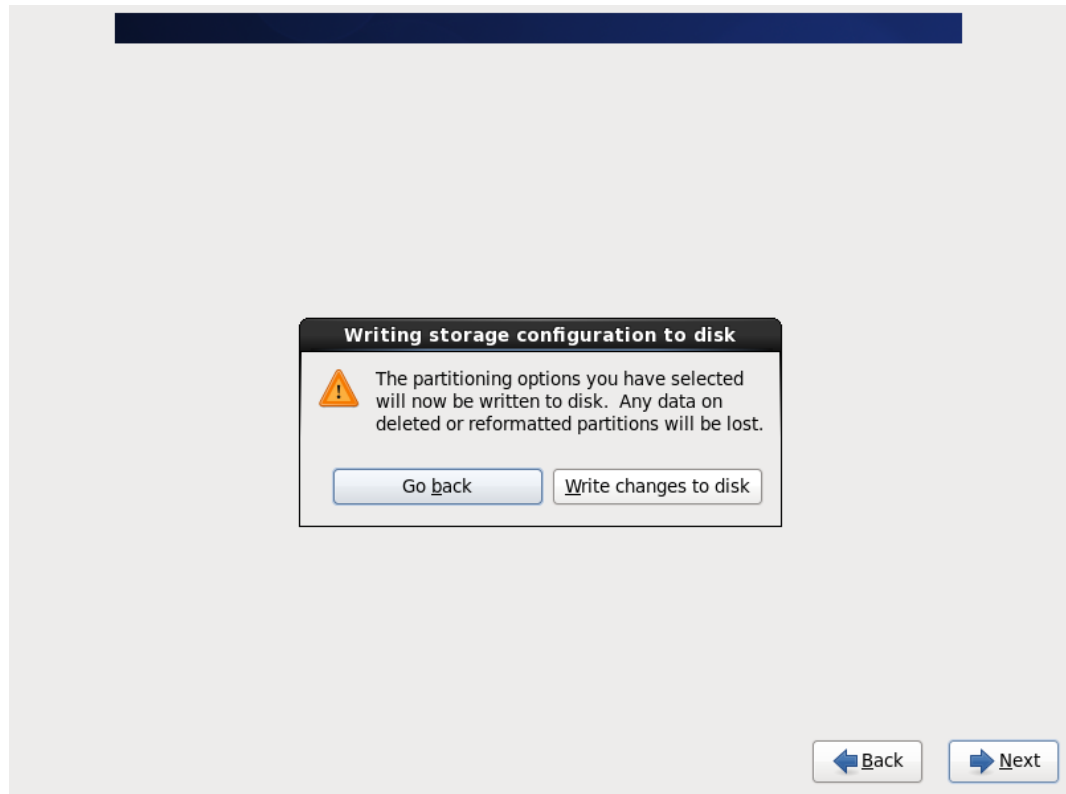 Writing storage configuration to disk
The partitioning options you have selected
will now be written to disk.  Any data on
deleted or reformatted partitions will be lost.
Go back
Write changes to disk
Back
Next